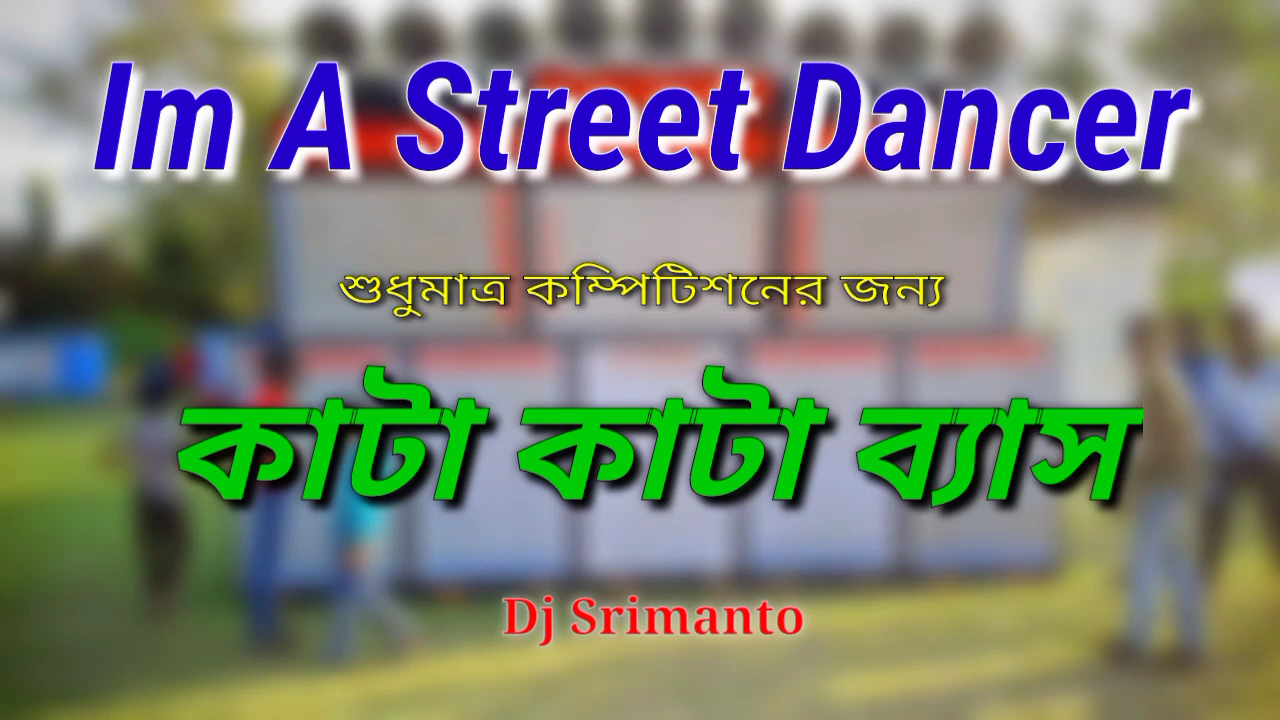 Im A Street Dancer
শুধুমাত্র কম্পিটিশনের জন্য
কাটা কাটা ব্যাস
Dj Srimanto